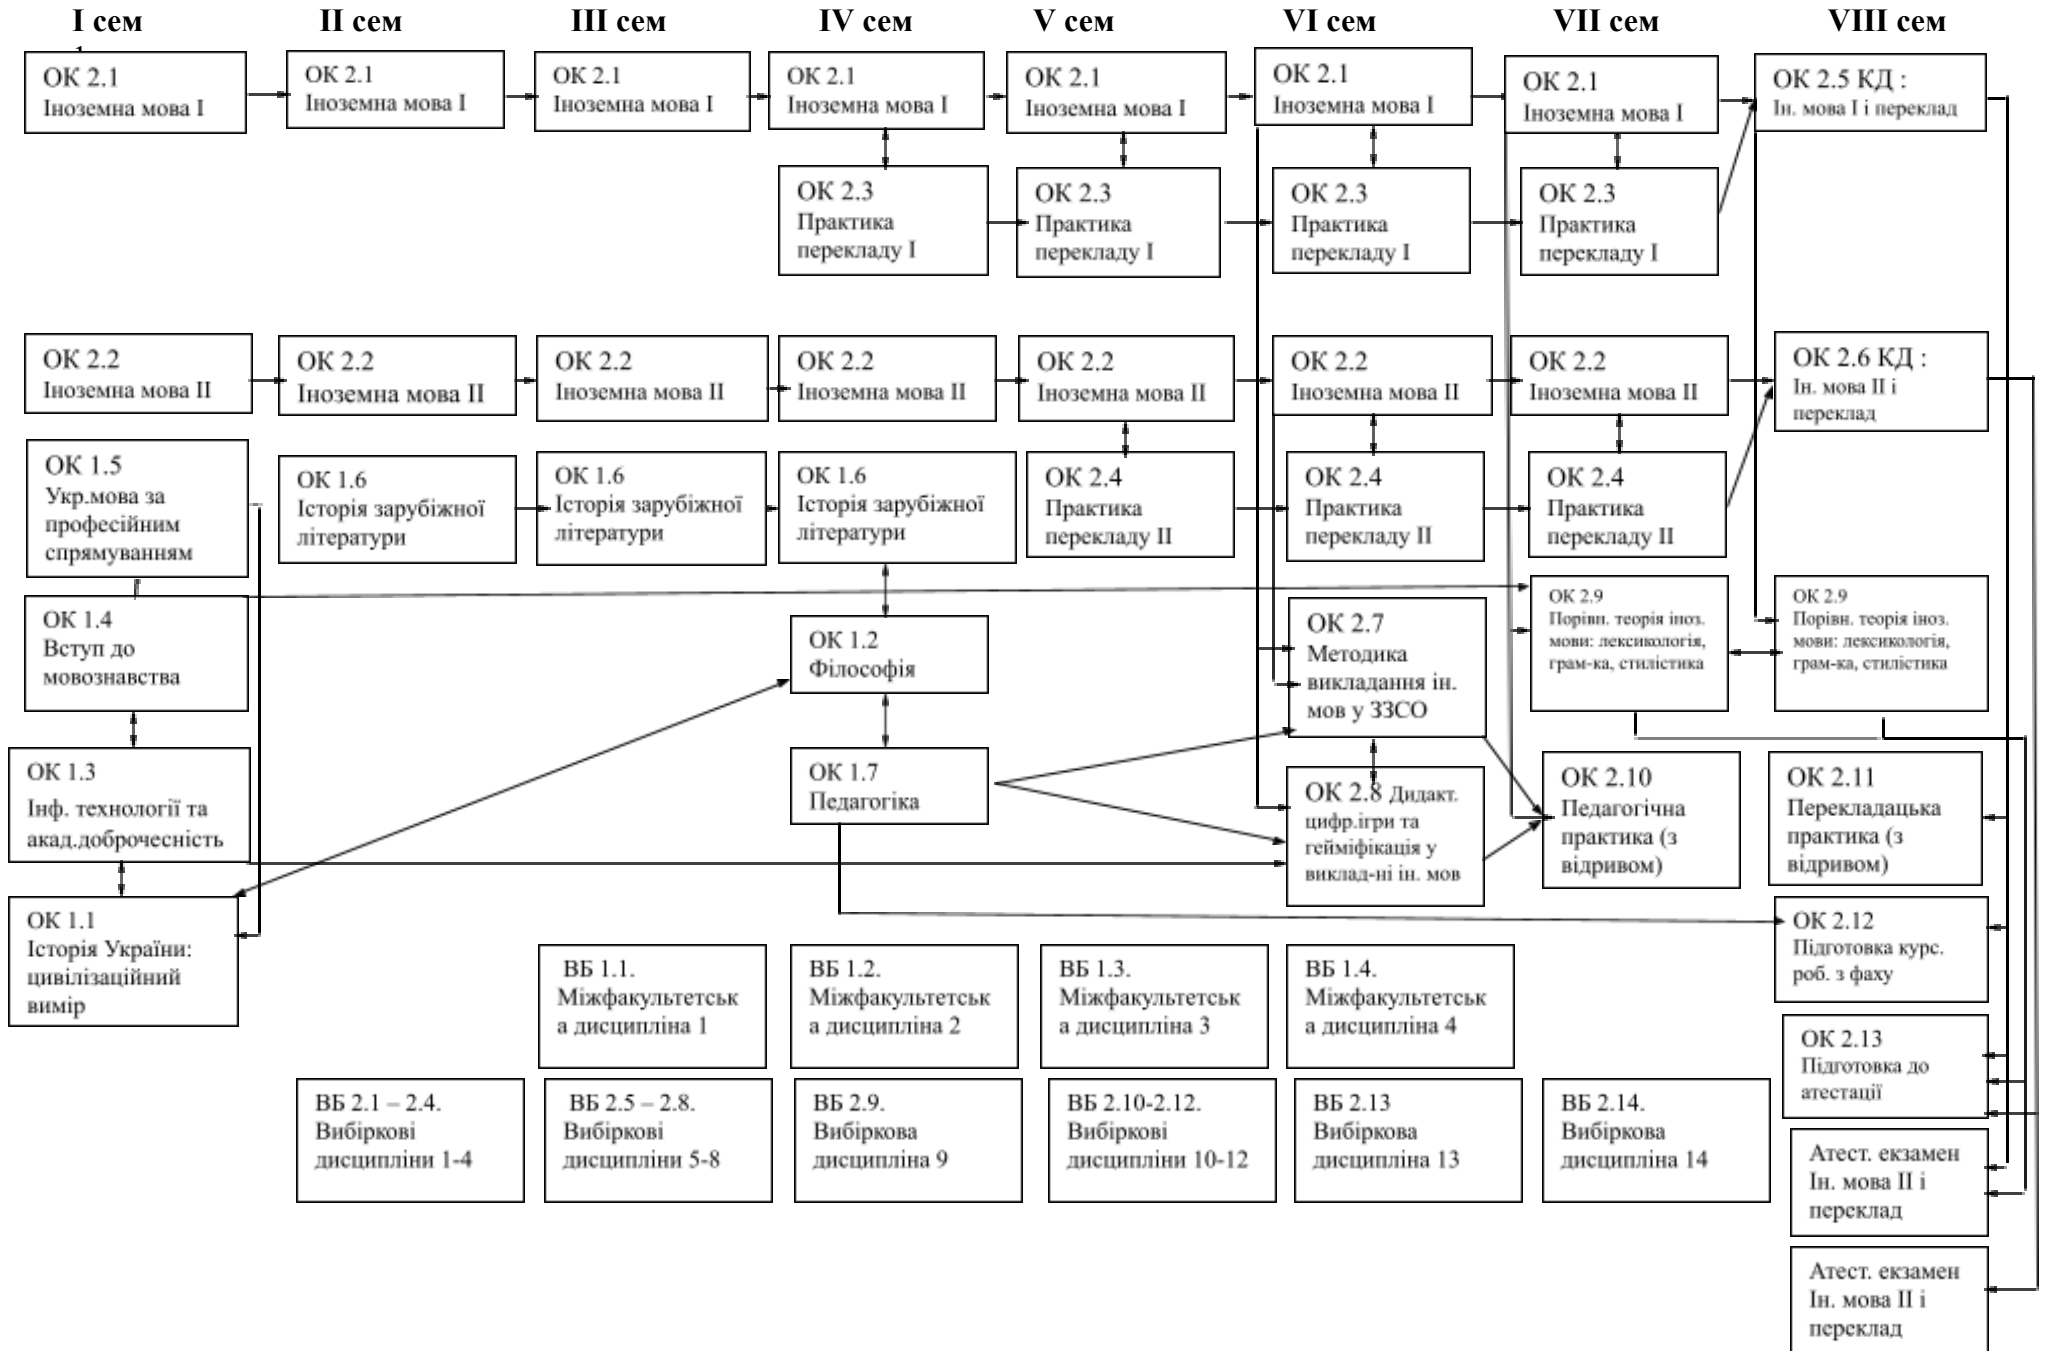 I сем
II сем
III сем
IV сем
V сем
VI сем
VII сем
VIII сем
ОК 2.1
Іноземна мова І
ОК 2.1
Іноземна мова І
ОК 2.1
Іноземна мова І
ОК 2.1
Іноземна мова І
ОК 2.1
Іноземна мова І
ОК 2.1
Іноземна мова І
ОК 2.1
Іноземна мова І
ОК 2.5 КД :
Ін. мова І і переклад
ОК 2.3
Практика
перекладу І
ОК 2.3
Практика
перекладу І
ОК 2.3
Практика
перекладу І
ОК 2.3
Практика
перекладу І
ОК 2.2
Іноземна мова ІІ
ОК 2.2
Іноземна мова ІІ
ОК 2.2
Іноземна мова ІІ
ОК 2.2
Іноземна мова ІІ
ОК 2.2
Іноземна мова ІІ
ОК 2.2
Іноземна мова ІІ
ОК 2.2
Іноземна мова ІІ
ОК 2.6 КД :
Ін. мова ІІ і
переклад
ОК 1.5
Укр.мова за
професійним
спрямуванням
ОК 1.6
Історія зарубіжної
літератури
ОК 1.6
Історія зарубіжної
літератури
ОК 1.6
Історія зарубіжної
літератури
ОК 2.4
Практика
перекладу ІІ
ОК 2.4
Практика
перекладу ІІ
ОК 2.4
Практика
перекладу ІІ
ОК 1.4
Вступ до
мовознавства
ОК 1.2
Філософія
ОК 2.7
Методика
викладання ін.
мов у ЗЗСО
ОК 2.9
Порівн. теорія іноз.
мови: лексикологія,
грам-ка, стилістика
ОК 2.9
Порівн. теорія іноз.
мови: лексикологія,
грам-ка, стилістика
ОК 1.3
Інф. технології та
акад.доброчесність
ОК 1.7
Педагогіка
ОК 2.8 Дидакт.
цифр.ігри та
гейміфікація у
виклад-ні ін. мов
ОК 2.10
Педагогічна
практика (з
відривом)
ОК 2.11
Перекладацька
практика (з
відривом)
ОК 1.1
Історія України:
цивілізаційний
вимір
ОК 2.12
Підготовка курс.
роб. з фаху
ВБ 1.1.
Міжфакультетськ
а дисципліна 1
ВБ 1.2.
Міжфакультетськ
а дисципліна 2
ВБ 1.3.
Міжфакультетськ
а дисципліна 3
ВБ 1.4.
Міжфакультетськ
а дисципліна 4
ОК 2.13
Підготовка до
атестації
ВБ 2.1 – 2.4.
Вибіркові
дисципліни 1-4
ВБ 2.5 – 2.8.
Вибіркові
дисципліни 5-8
ВБ 2.9.
Вибіркова
дисципліна 9
ВБ 2.10-2.12.
Вибіркові
дисципліни 10-12
ВБ 2.13
Вибіркова
дисципліна 13
ВБ 2.14.
Вибіркова
дисципліна 14
Атест. екзамен
Ін. мова ІІ і
переклад
Атест. екзамен
Ін. мова ІІ і
переклад